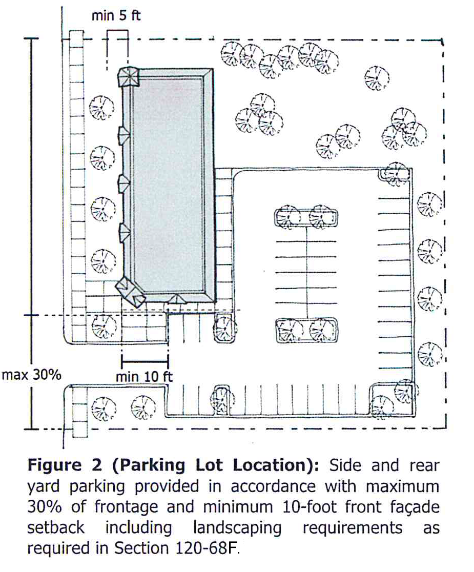 min 5 ft
max 30%
min 10 ft
Figure 2 (Parking Lot Location): Side and rear
yard parking provided in accordance with maximum
30% of frontage and minimum 10-foot front façade
setback including landscaping requirements as
required in Section 120-68F.